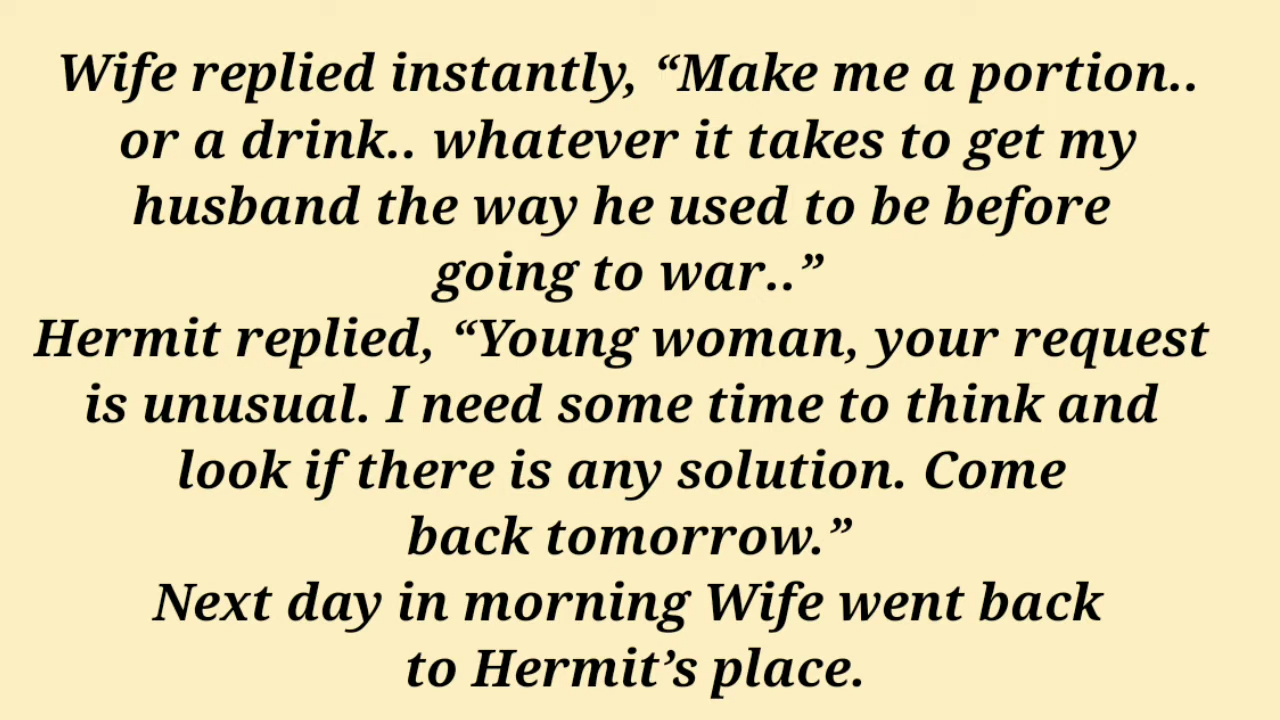 Wife replied instantly, “Make me a portion..
or a drink.. whatever it takes to get my
husband the way he used to be before
going to war..”
Hermit replied, “Young woman, your request
is unusual. I need some time to think and
look if there is any solution. Come
back tomorrow.”
Next day in morning Wife went back
to Hermit’s place.